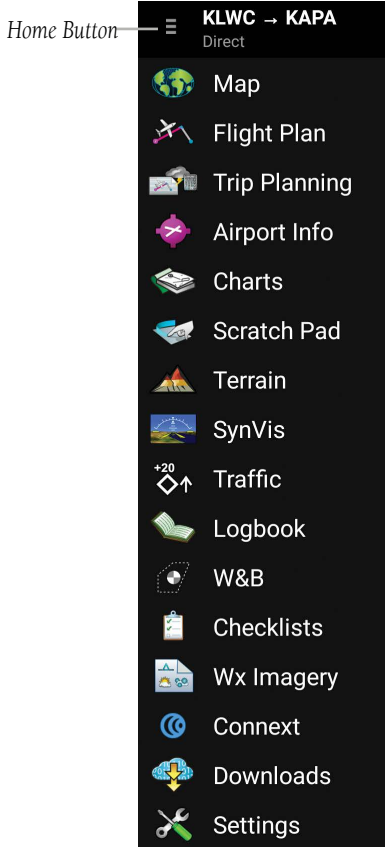 KLWC → KAPA
Home Button
Direct
Map
Flight Plan
Trip Planning
Airport Info
Charts
Scratch Pad
Terrain
SynVis
+20
Traffic
Logbook
W&B
Checklists
Wx Imagery
Connext
Downloads
Settings